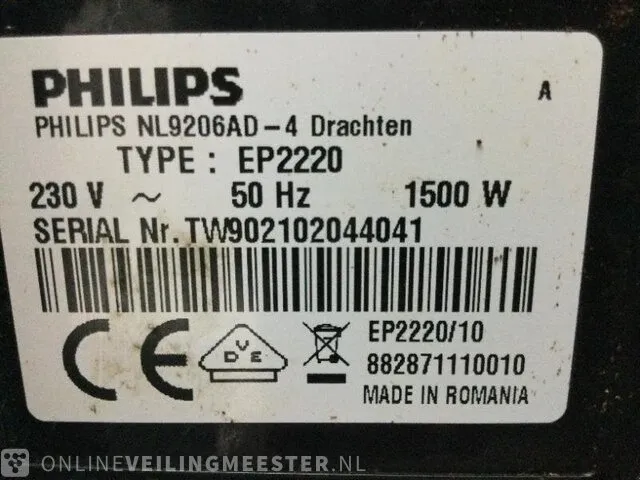 PHILIPS
A
PHILIPS NL9206AD-4 Drachten
TYPE : EP2220
230 V ~ 50 Hz 1500 W
SERIAL Nr. TW902102044041
CE
DVE
EP2220/10
882871110010
MADE IN ROMANIA
ONLINEVEILINGMEESTER.NL